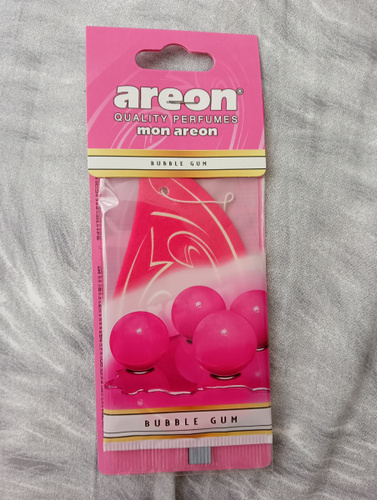 areon®
QUALITY PERFUMES
mon areon
BUBBLE GUM
BUBBLE GUM